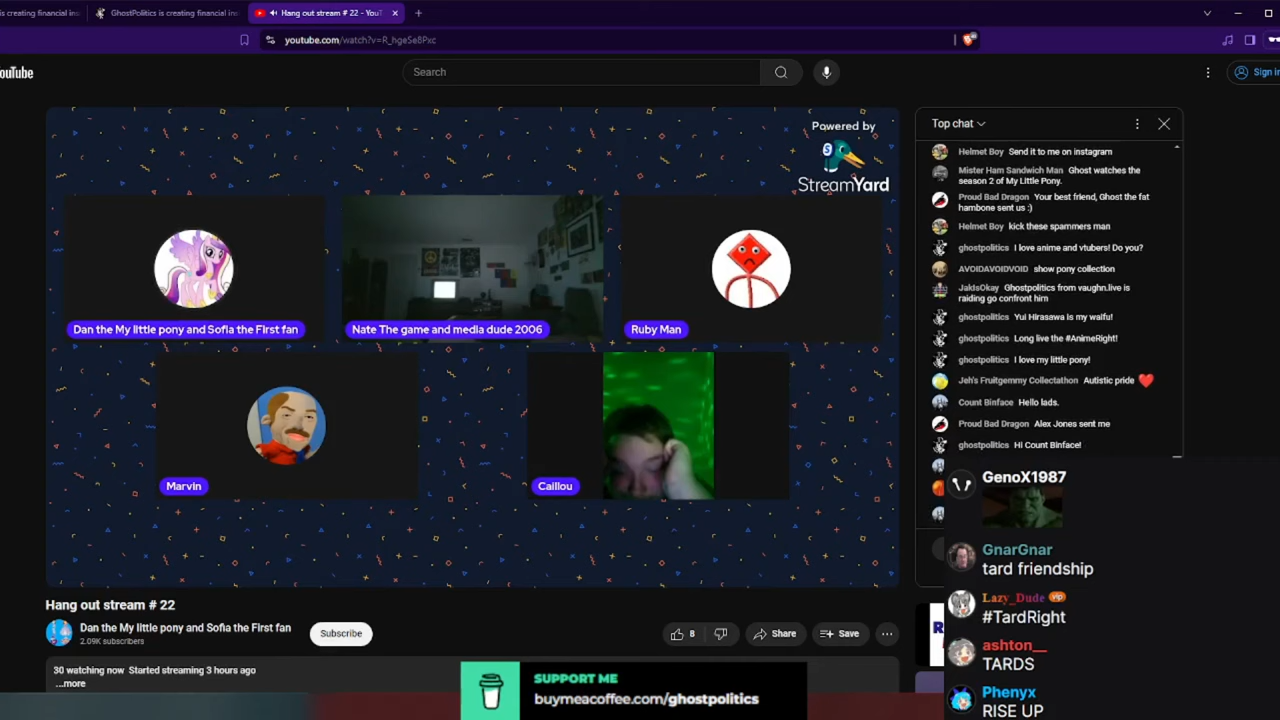 is creating financial ins
GhostPolitics is creating financial ins
Hang out stream # 22 - YouT
youtube.com/watch?v=R_hgeSe8Pxc
ouTube
Search
Sign in
Powered by
StreamYard
Dan the My little pony and Sofia the First fan
Nate The game and media dude 2006
Ruby Man
Marvin
Caillou
Top chat
Helmet Boy Send it to me on instagram
Mister Ham Sandwich Man Ghost watches the
season 2 of My Little Pony.
Proud Bad Dragon Your best friend, Ghost the fat
hambone sent us :)
Helmet Boy kick these spammers man
ghostpolitics I love anime and vtubers! Do you?
AVOIDAVOIDVOID show pony collection
JakIsOkay Ghostpolitics from vaughn.live is
raiding go confront him
ghostpolitics Yui Hirasawa is my waifu!
ghostpolitics Long live the #AnimeRight!
ghostpolitics I love my little pony!
Jeh's Fruitgemmy Collectathon Autistic pride
Count Binface Hello lads.
Proud Bad Dragon Alex Jones sent me
ghostpolitics Hi Count Binface!
GenoX1987
GnarGnar
tard friendship
Lazy_Dude VIP
#TardRight
ashton__
TARDS
Phenyx
RISE UP
Hang out stream # 22
Dan the My little pony and Sofia the First fan
2.09K subscribers
Subscribe
8
Share
Save
30 watching now Started streaming 3 hours ago
...more
SUPPORT ME
buymeacoffee.com/ghostpolitics